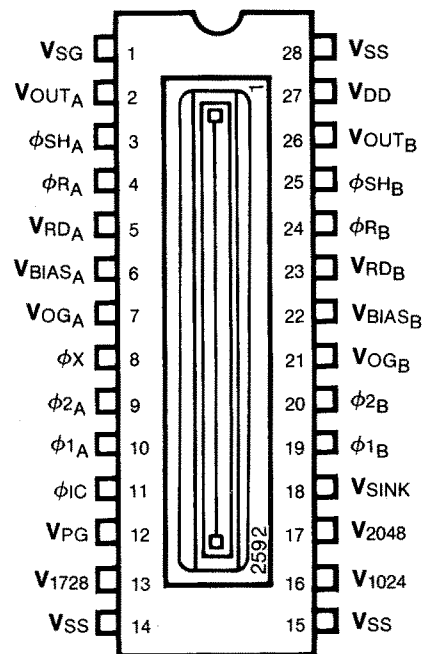 VSG 1 28 VSS
VOUTA 2 27 VDD
ϕSHA 3 26 VOUTB
ϕRA 4 25 ϕSHB
VRDA 5 24 ϕRB
VBIASA 6 23 VRDB
VOGA 7 22 VBIASB
ϕX 8 21 VOGB
ϕ2A 9 20 ϕ2B
ϕ1A 10 19 ϕ1B
ϕIC 11 18 VSINK
VPG 12 17 V2048
V1728 13 16 V1024
VSS 14 15 VSS
1
2592